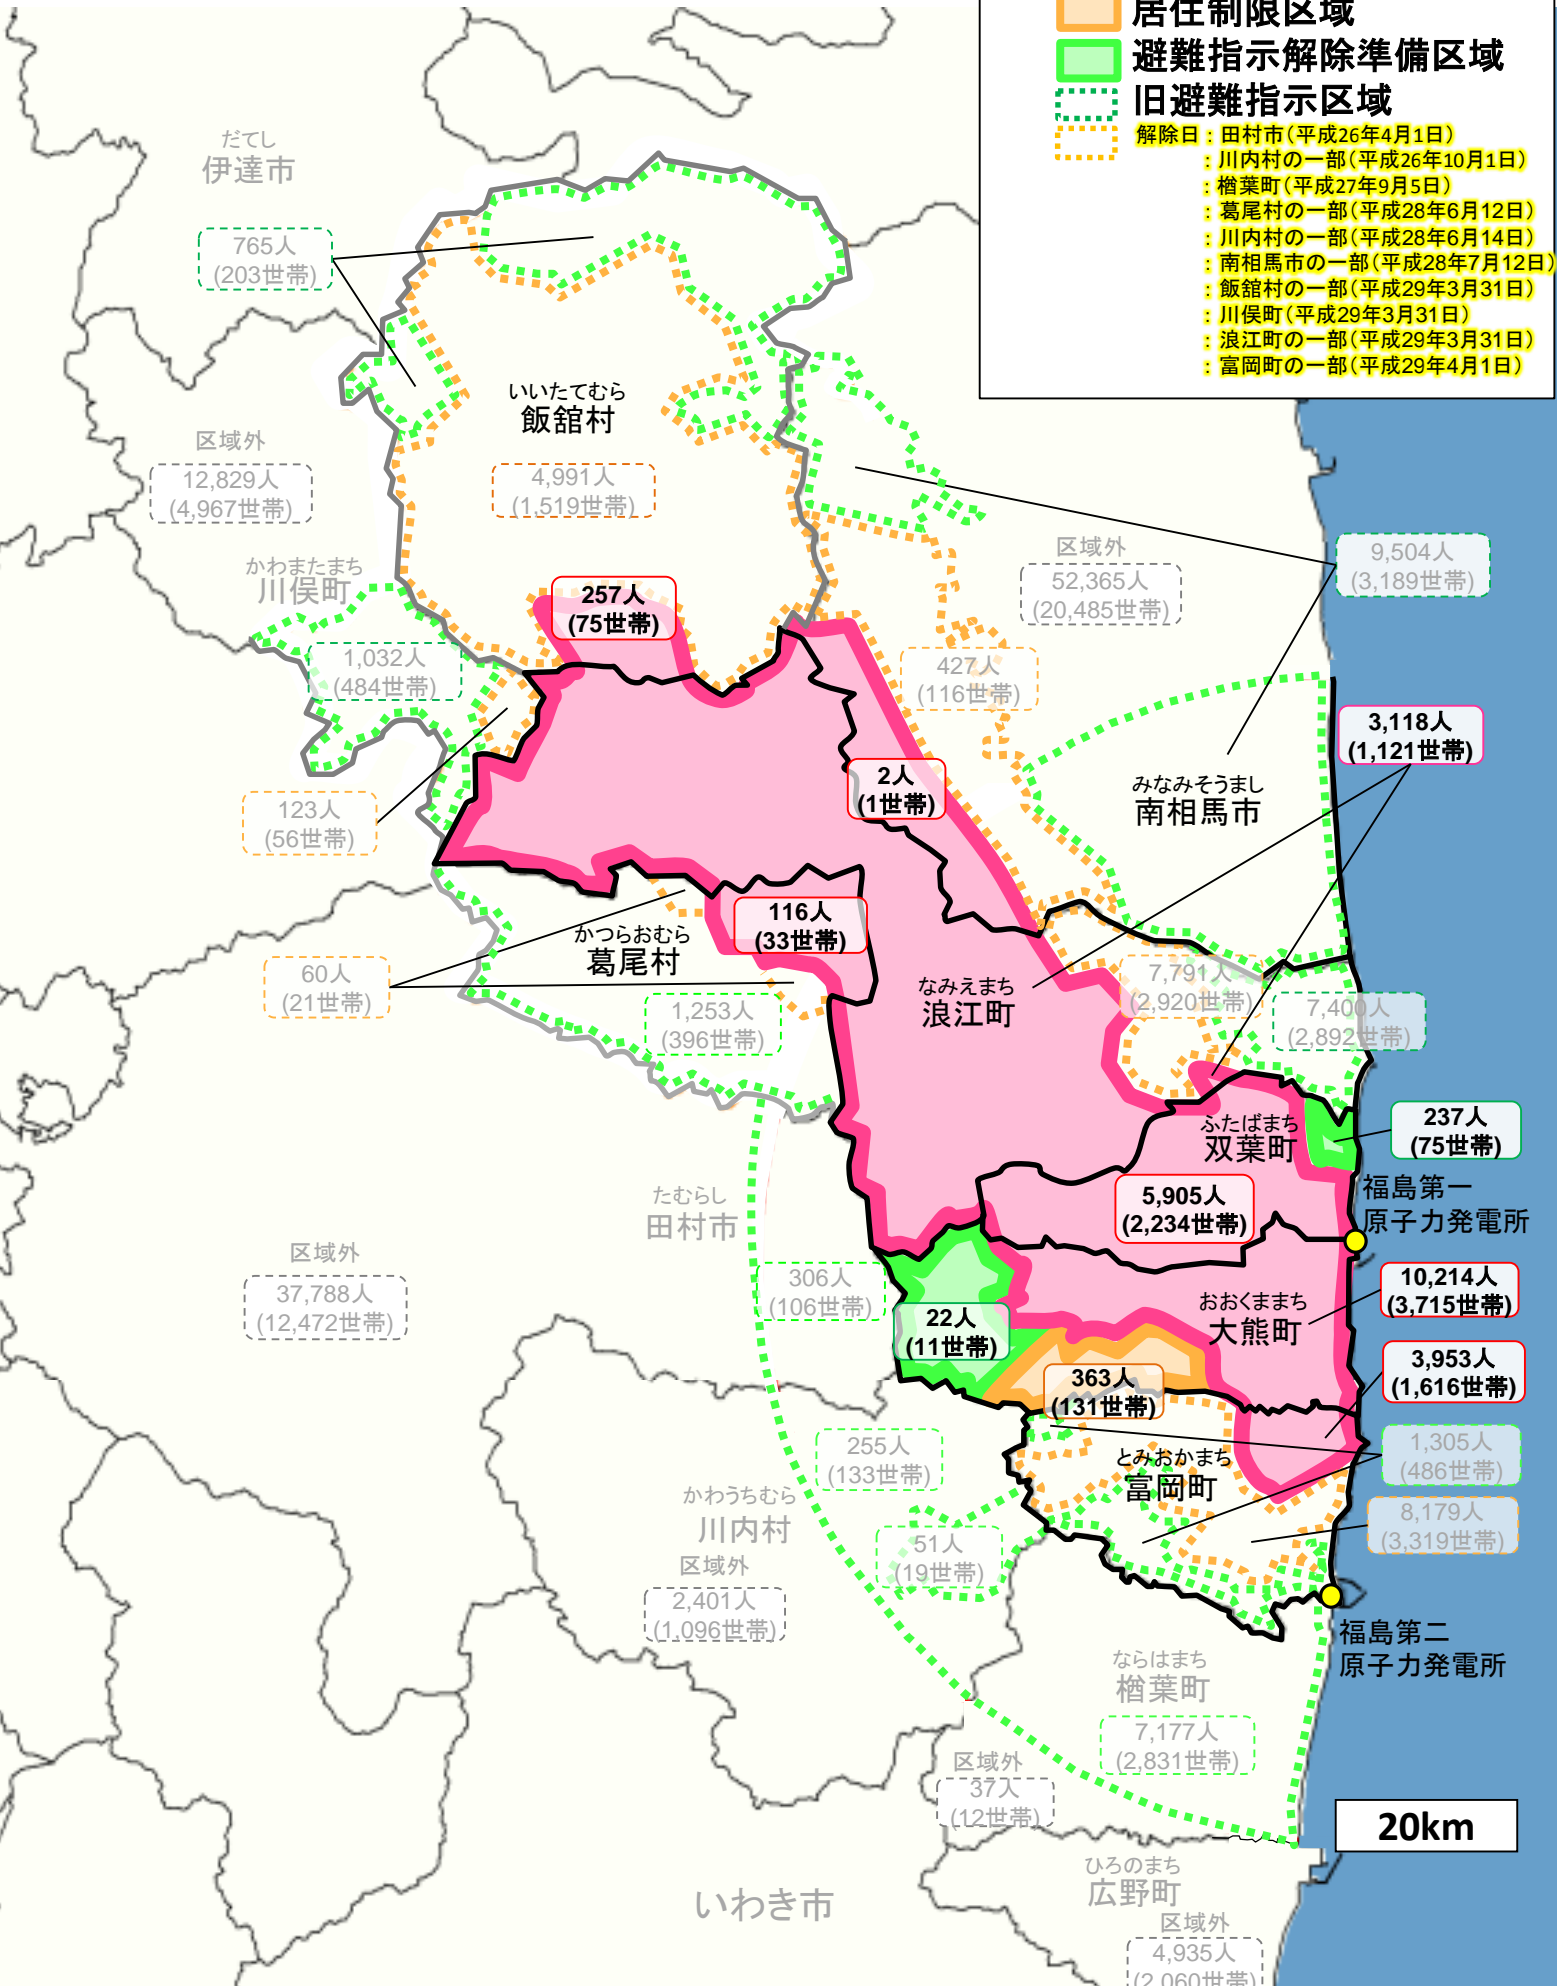 居住制限区域
避難指示解除準備区域
旧避難指示区域
解除日：田村市（平成26年4月1日）
：川内村の一部（平成26年10月1日）
：楢葉町（平成27年9月5日）
：葛尾村の一部（平成28年6月12日）
：川内村の一部（平成28年6月14日）
：南相馬市の一部（平成28年7月12日）
：飯舘村の一部（平成29年3月31日）
：川俣町（平成29年3月31日）
：浪江町の一部（平成29年3月31日）
：富岡町の一部（平成29年4月1日）
だてし
伊達市
765人
(203世帯)
いいたてむら
飯舘村
区域外
12,829人
(4,967世帯)
4,991人
(1,519世帯)
かわまたまち
川俣町
区域外
52,365人
(20,485世帯)
9,504人
(3,189世帯)
257人
(75世帯)
1,032人
(484世帯)
427人
(116世帯)
3,118人
(1,121世帯)
2人
(1世帯)
みなみそうまし
南相馬市
123人
(56世帯)
116人
(33世帯)
かつらおむら
葛尾村
60人
(21世帯)
なみえまち
浪江町
7,791人
(2,920世帯)
1,253人
(396世帯)
7,400人
(2,892世帯)
ふたばまち
双葉町
237人
(75世帯)
福島第一
原子力発電所
5,905人
(2,234世帯)
たむらし
田村市
区域外
37,788人
(12,472世帯)
306人
(106世帯)
10,214人
(3,715世帯)
おおくままち
大熊町
22人
(11世帯)
3,953人
(1,616世帯)
363人
(131世帯)
255人
(133世帯)
とみおかまち
富岡町
1,305人
(486世帯)
8,179人
(3,319世帯)
かわうちむら
川内村
区域外
2,401人
(1,096世帯)
51人
(19世帯)
福島第二
原子力発電所
ならはまち
楢葉町
7,177人
(2,831世帯)
区域外
37人
(12世帯)
20km
ひろのまち
広野町
いわき市
区域外
4,935人
(2,060世帯)